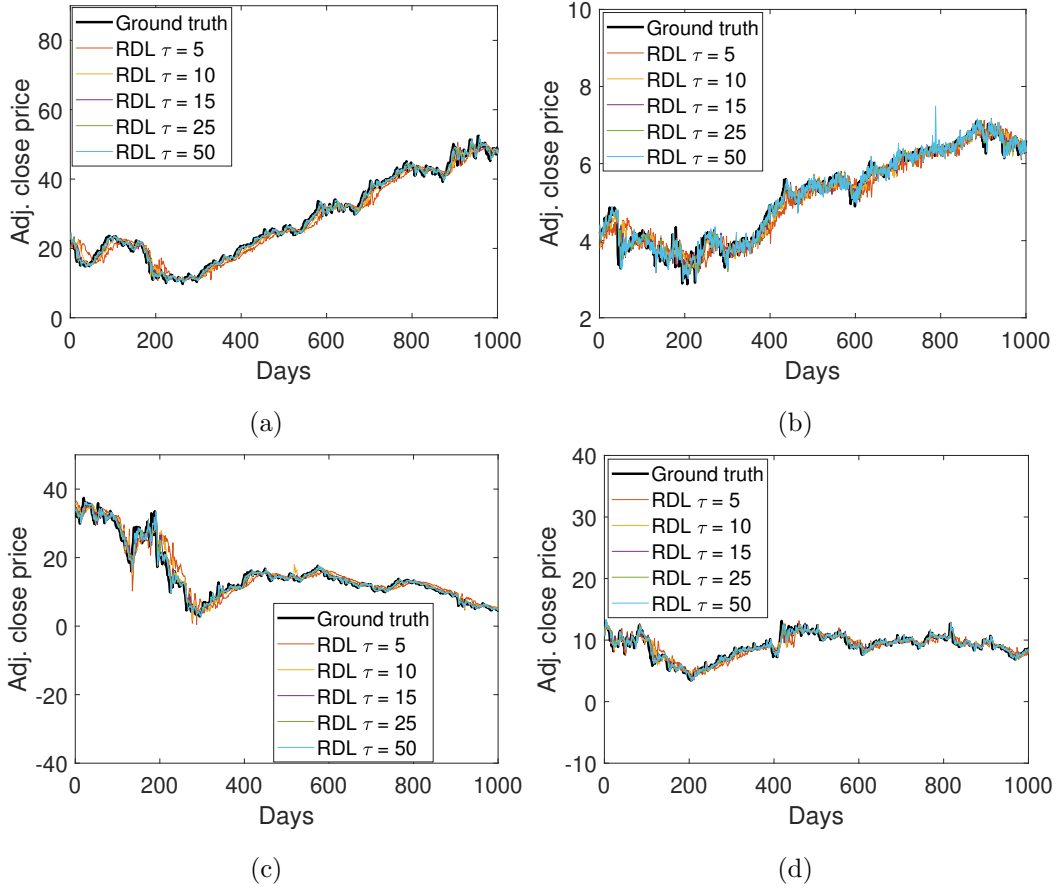 Ground truth
RDL τ = 5
RDL τ = 10
RDL τ = 15
RDL τ = 25
RDL τ = 50
80
60
40
20
0
Adj. close price
0 200 400 600 800 1000
Days
(a)
Ground truth
RDL τ = 5
RDL τ = 10
RDL τ = 15
RDL τ = 25
RDL τ = 50
10
8
6
4
2
Adj. close price
0 200 400 600 800 1000
Days
(b)
40
20
0
-20
-40
Adj. close price
Ground truth
RDL τ = 5
RDL τ = 10
RDL τ = 15
RDL τ = 25
RDL τ = 50
0 200 400 600 800 1000
Days
(c)
Ground truth
RDL τ = 5
RDL τ = 10
RDL τ = 15
RDL τ = 25
RDL τ = 50
40
30
20
10
0
-10
Adj. close price
0 200 400 600 800 1000
Days
(d)